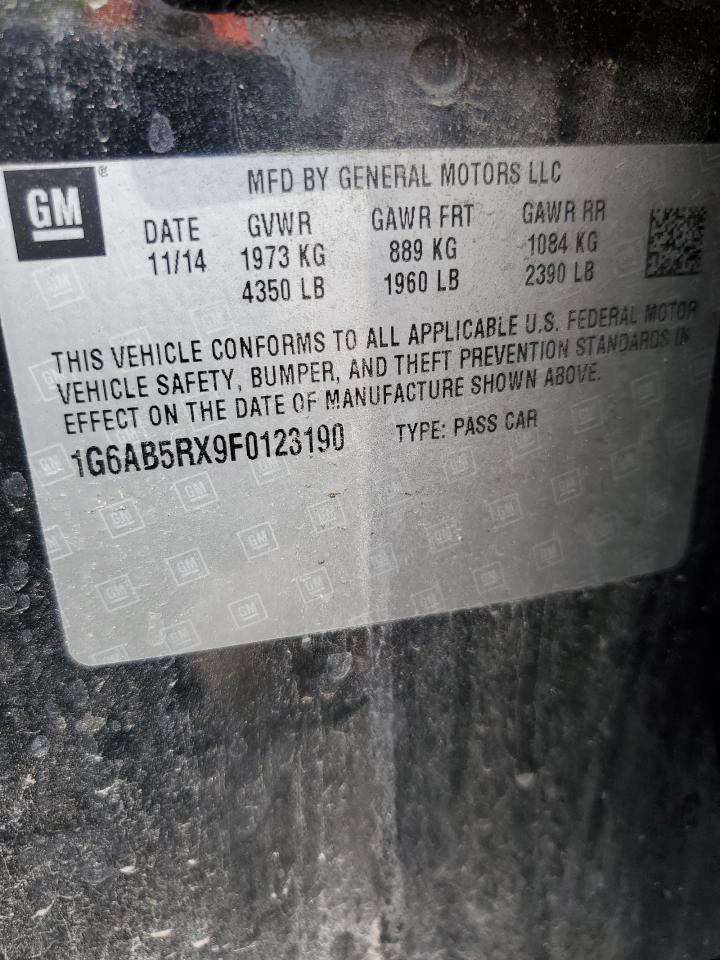 GM®
MFD BY GENERAL MOTORS LLC
DATE GVWR GAWR FRT GAWR RR
11/14 1973 KG 889 KG 1084 KG
4350 LB 1960 LB 2390 LB
THIS VEHICLE CONFORMS TO ALL APPLICABLE U.S. FEDERAL MOTOR
VEHICLE SAFETY, BUMPER, AND THEFT PREVENTION STANDARDS IN
EFFECT ON THE DATE OF MANUFACTURE SHOWN ABOVE.
1G6AB5RX9F0123190 TYPE: PASS CAR